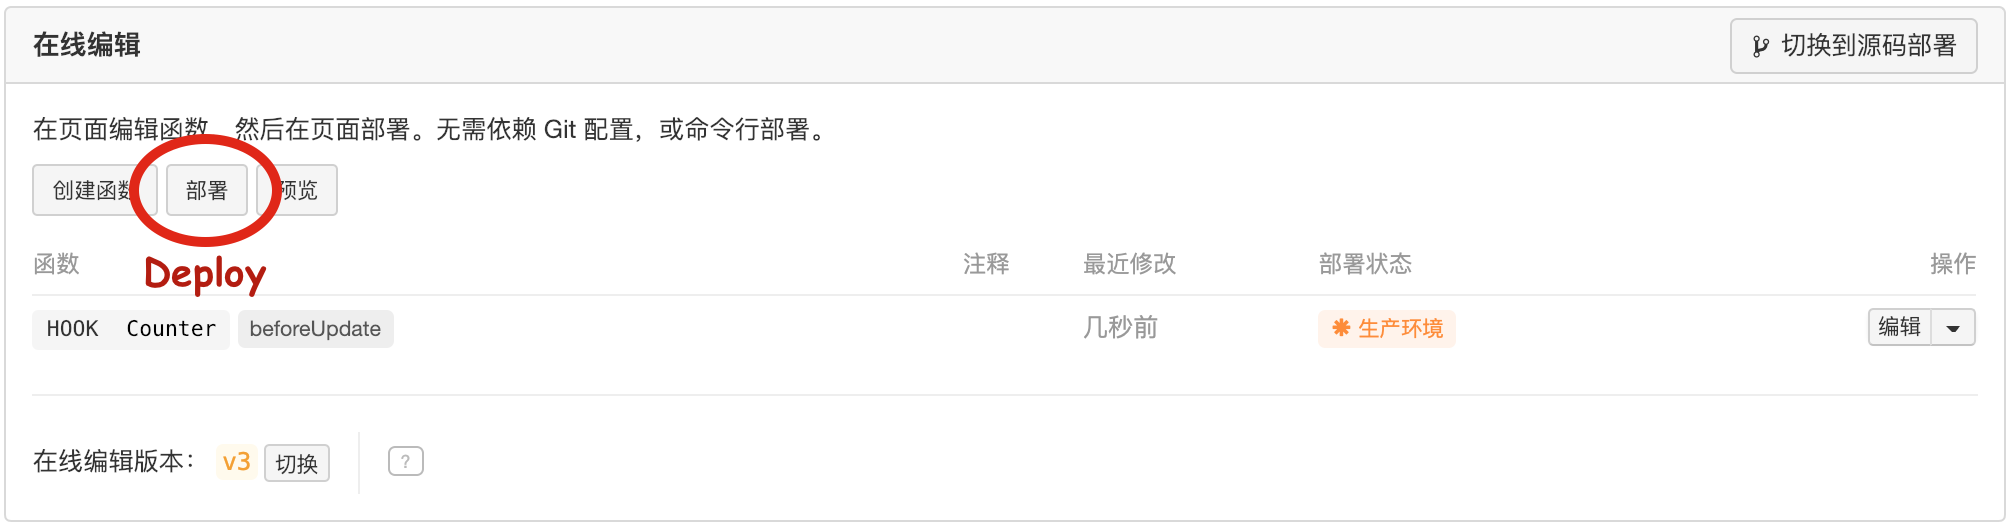 在线编辑
切换到源码部署
在页面编辑函数，然后在页面部署。无需依赖 Git 配置，或命令行部署。
创建函数 部署 预览
Deploy
函数 注释 最近修改 部署状态 操作
HOOK Counter beforeUpdate 几秒前 生产环境 编辑
在线编辑版本： v3 切换 ?